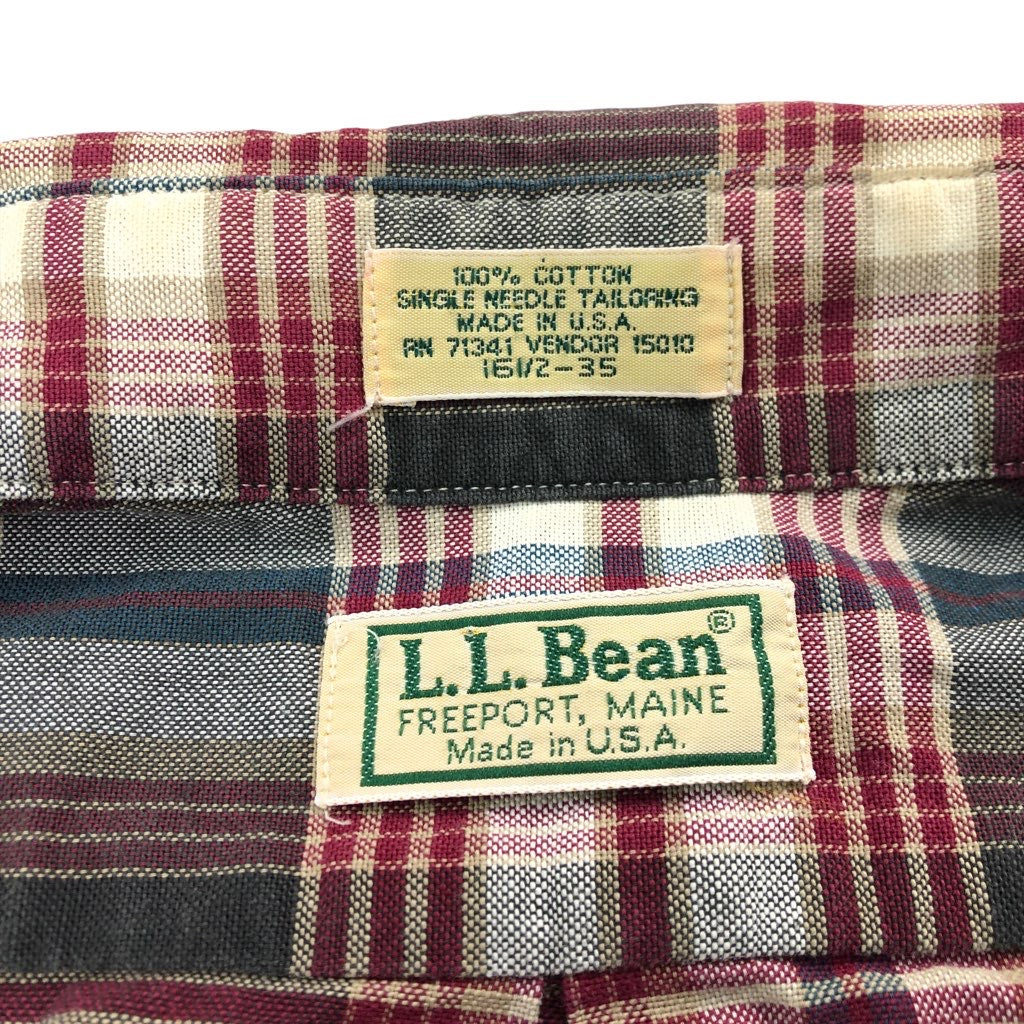 100% COTTON
SINGLE NEEDLE TAILORING
MADE IN U.S.A.
RN 71341 VENDOR 15010
16 1/2-35
L.L.Bean®
FREEPORT, MAINE
Made in U.S.A.